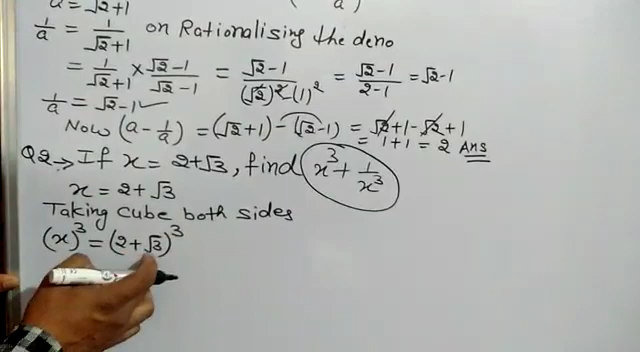 a = √2+1
1/a = 1/(√2+1) on Rationalising the deno
= 1/(√2+1) × (√2-1)/(√2-1) = (√2-1)/((√2)²-(1)²) = (√2-1)/(2-1) = √2-1
1/a = √2-1 ✓
Now (a - 1/a) = (√2+1) - (√2-1) = √2+1-√2+1
= 1+1 = 2 Ans
Q2→ If x = 2+√3, find x³ + 1/x³
x = 2+√3
Taking cube both sides
(x)³ = (2+√3)³